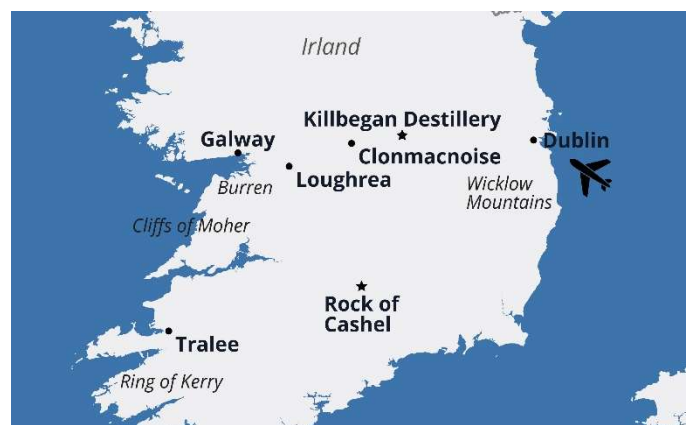 Irland
Killbegan Destillery
Galway
Dublin
Clonmacnoise
Loughrea
Burren
Wicklow
Mountains
Cliffs of Moher
Rock of
Cashel
Tralee
Ring of Kerry